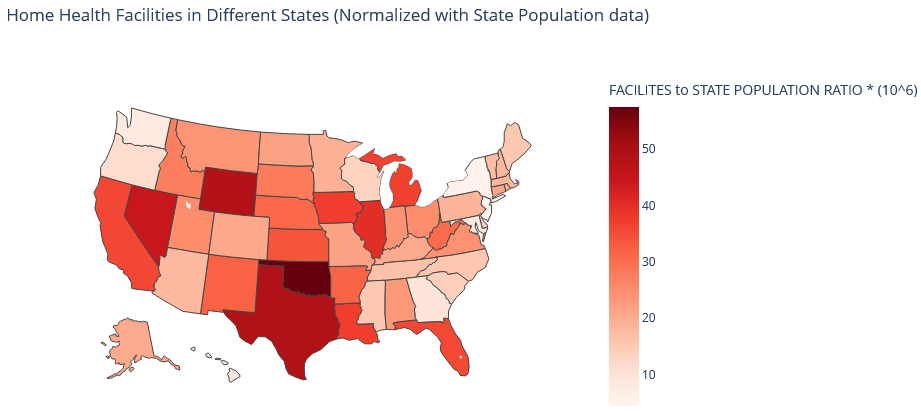 Home Health Facilities in Different States (Normalized with State Population data)
FACILITES to STATE POPULATION RATIO * (10^6)
50
40
30
20
10